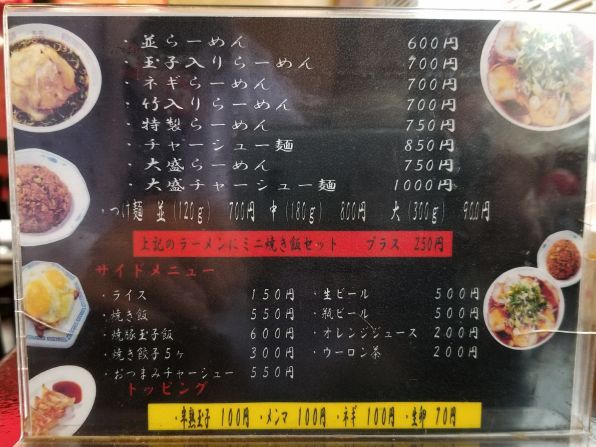 ・並らーめん 600円
・玉子入りらーめん 700円
・ネギらーめん 700円
・竹入りらーめん 700円
・特製らーめん 750円
・チャーシュー麺 850円
・大盛らーめん 750円
・大盛チャーシュー麺 1000円
・つけ麺 並(120g) 700円 中(180g) 800円 大(300g) 900円
上記のラーメンにミニ焼き飯セット プラス 250円
サイドメニュー
・ライス 150円 ・生ビール 500円
・焼き飯 550円 ・瓶ビール 500円
・焼豚玉子飯 600円 ・オレンジジュース 200円
・焼き餃子5ヶ 300円 ・ウーロン茶 200円
・おつまみチャーシュー 550円
トッピング
・半熟玉子 100円 ・メンマ 100円 ・ネギ 100円 ・生卵 70円